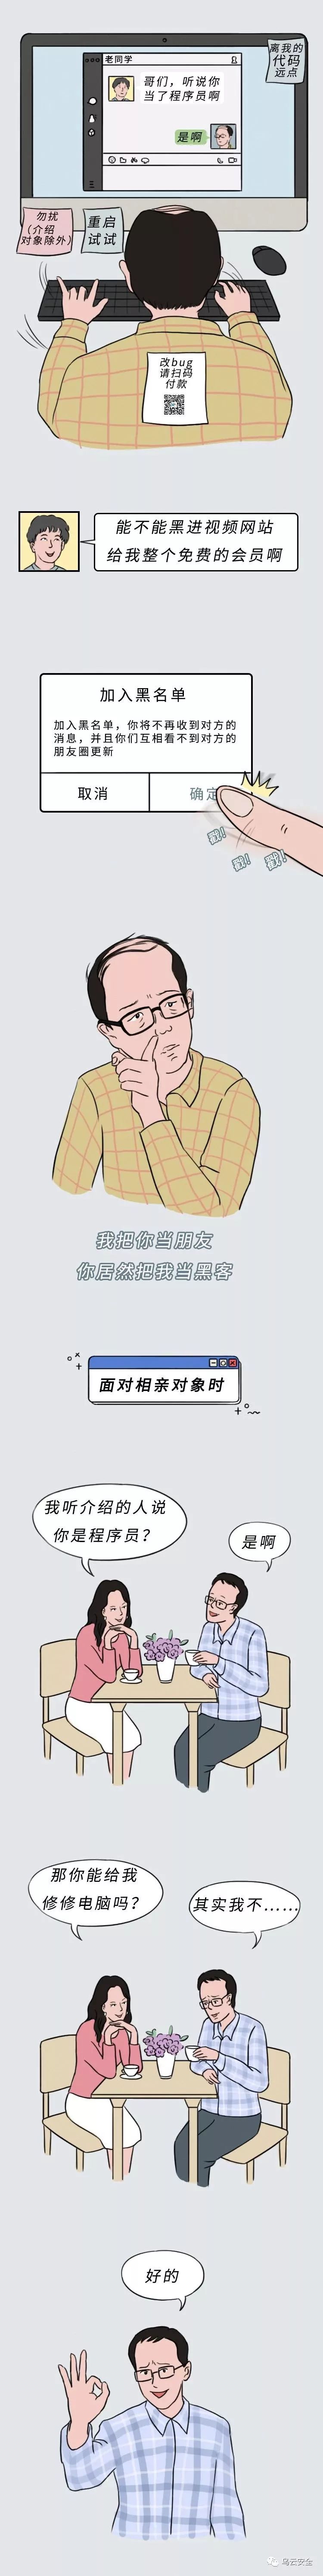 老同学
离我的
代码
远点
哥们，听说你
当了程序员啊
是啊
勿扰
（介绍
对象除外）
重启
试试
改bug
请扫码
付款
能不能黑进视频网站
给我整个免费的会员啊
加入黑名单
加入黑名单，你将不再收到对方的
消息，并且你们互相看不到对方的
朋友圈更新
取消
确定
戳！
戳！
戳！
我把你当朋友
你居然把我当黑客
面对相亲对象时
我听介绍的人说
你是程序员？
是啊
那你能给我
修修电脑吗？
其实我不……
好的
乌云安全